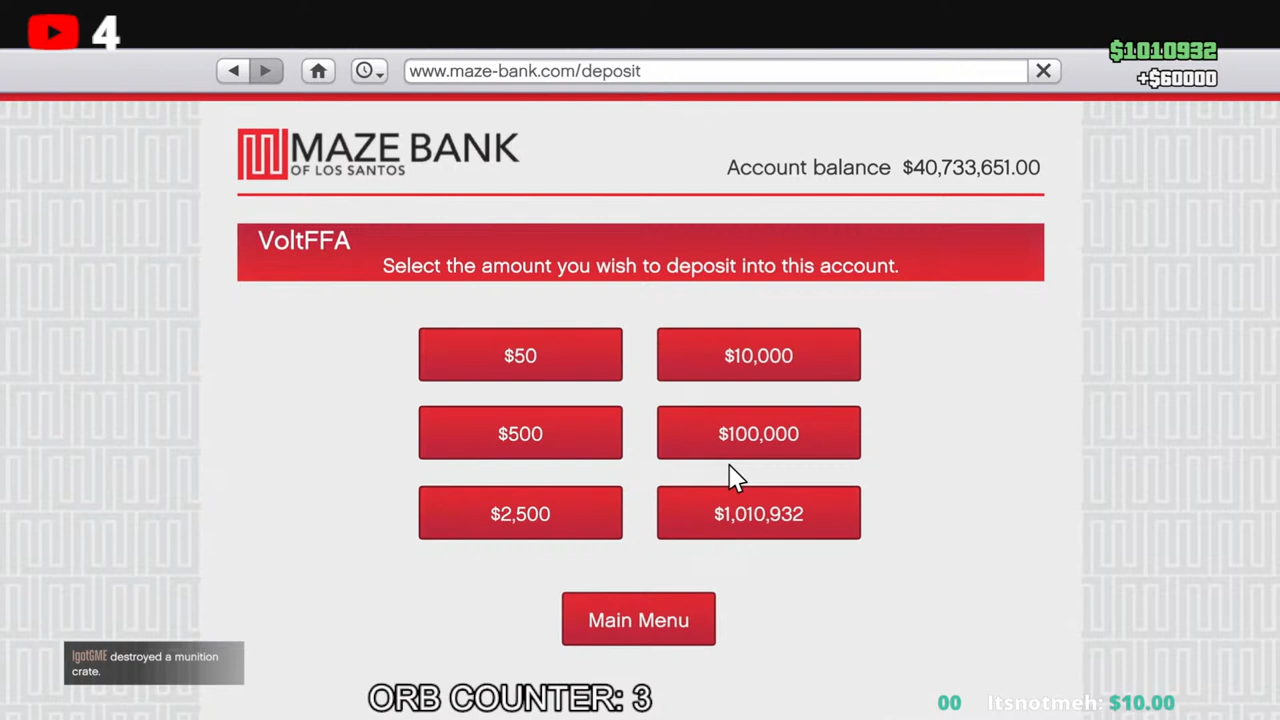 4
$1010932
+$60000
www.maze-bank.com/deposit
MAZE BANK
OF LOS SANTOS
Account balance $40,733,651.00
VoltFFA
Select the amount you wish to deposit into this account.
$50
$10,000
$500
$100,000
$2,500
$1,010,932
Main Menu
IgotGME destroyed a munition
crate.
ORB COUNTER: 3
00 Itsnotmeh: $10.00